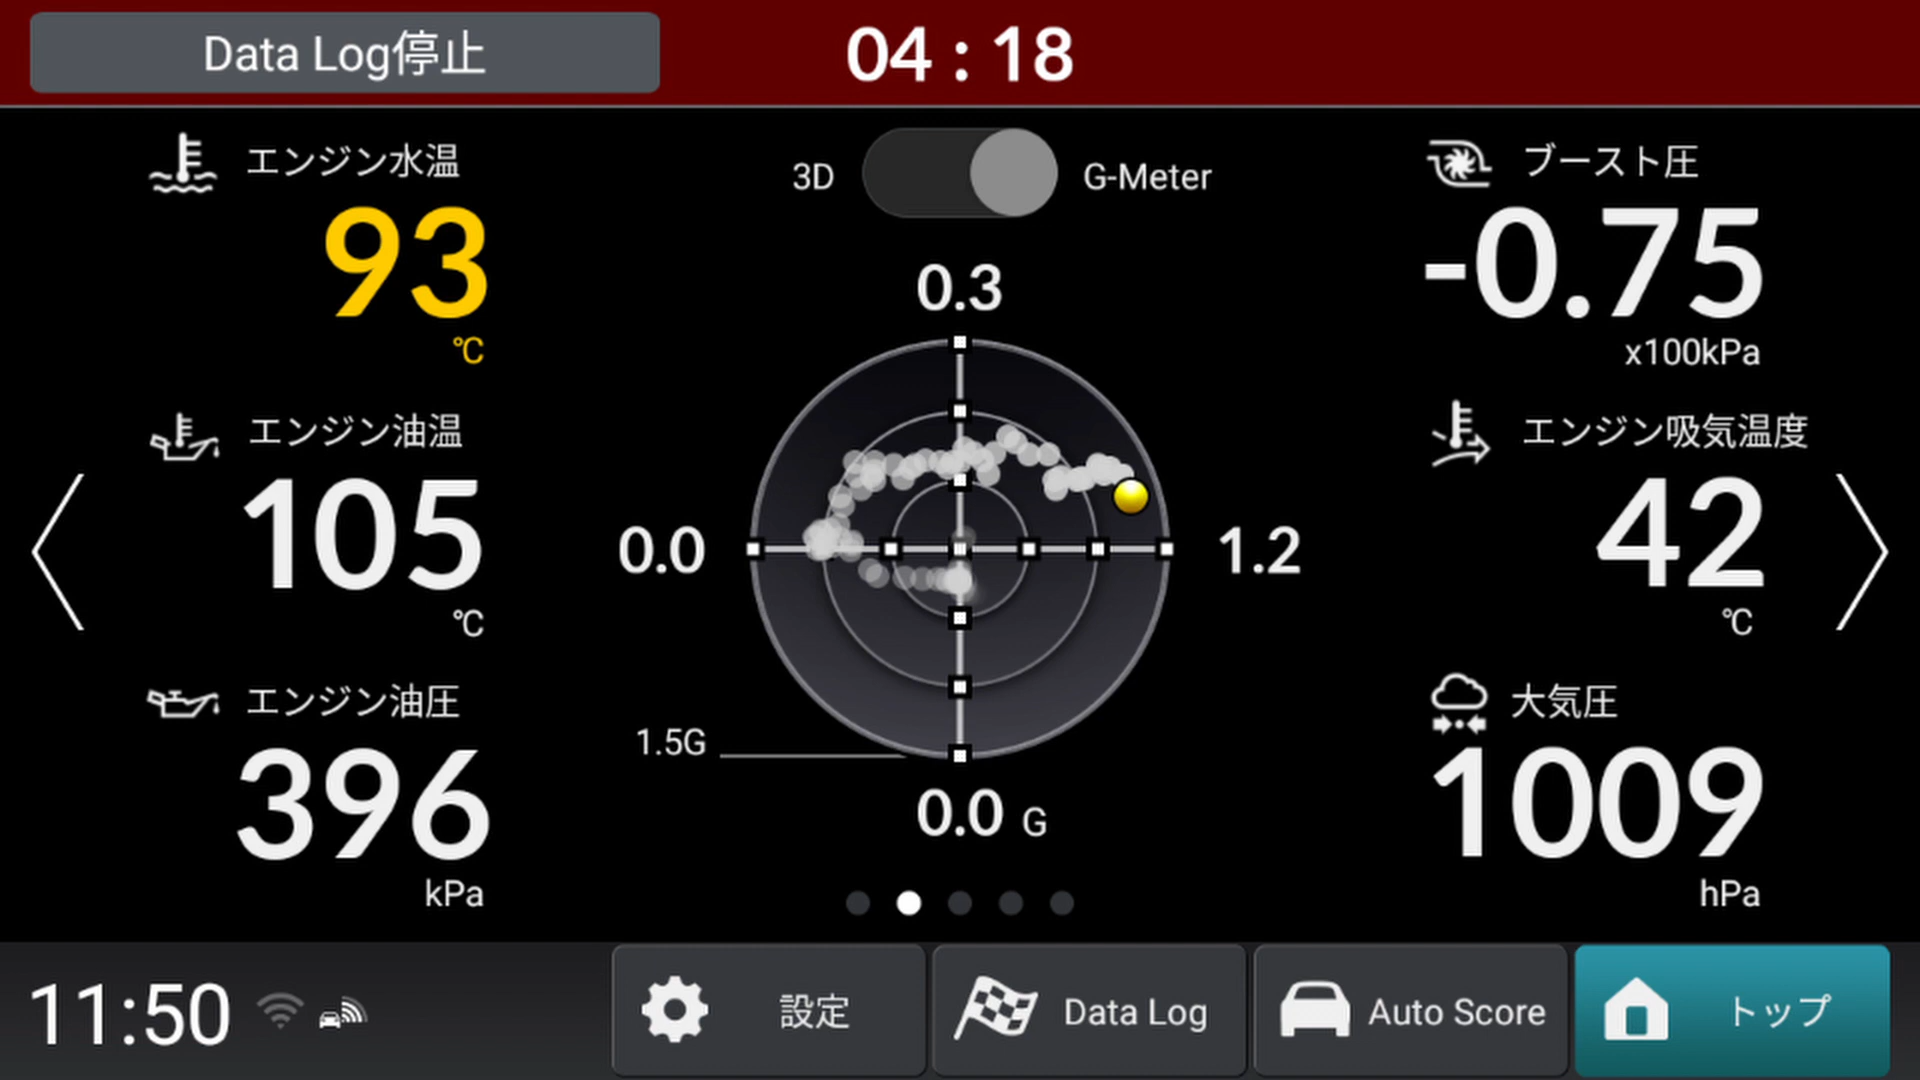 Data Log停止
04 : 18
エンジン水温
93
℃
エンジン油温
105
℃
エンジン油圧
396
kPa
3D
G-Meter
0.3
0.0
1.2
1.5G
0.0 G
ブースト圧
-0.75
x100kPa
エンジン吸気温度
42
℃
大気圧
1009
hPa
11:50
設定
Data Log
Auto Score
トップ